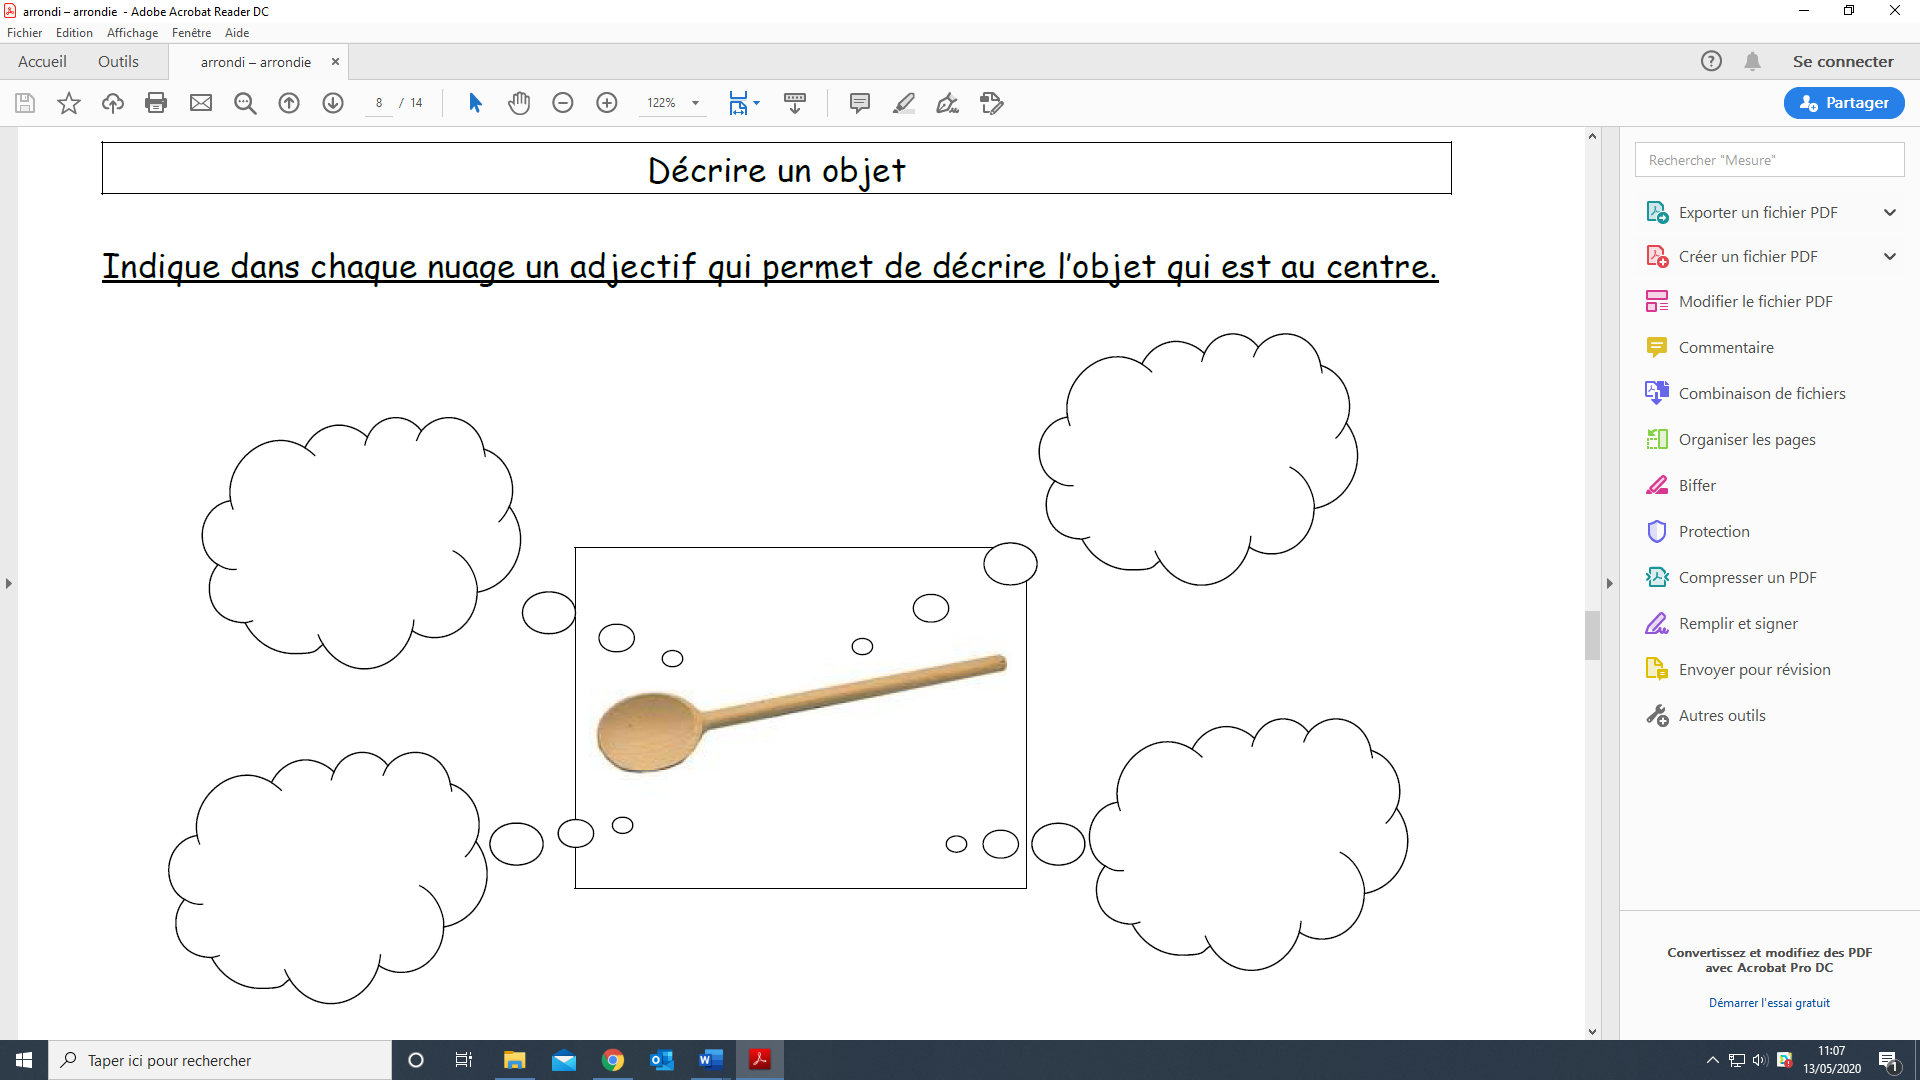 arrondi – arrondie - Adobe Acrobat Reader DC
Fichier Edition Affichage Fenêtre Aide
Accueil Outils arrondi – arrondie × Se connecter
8 / 14 122% Partager
Décrire un objet
Indique dans chaque nuage un adjectif qui permet de décrire l'objet qui est au centre.
Rechercher "Mesure"
Exporter un fichier PDF
Créer un fichier PDF
Modifier le fichier PDF
Commentaire
Combinaison de fichiers
Organiser les pages
Biffer
Protection
Compresser un PDF
Remplir et signer
Envoyer pour révision
Autres outils
Convertissez et modifiez des PDF
avec Acrobat Pro DC
Démarrer l'essai gratuit
Taper ici pour rechercher
11:07
13/05/2020
1